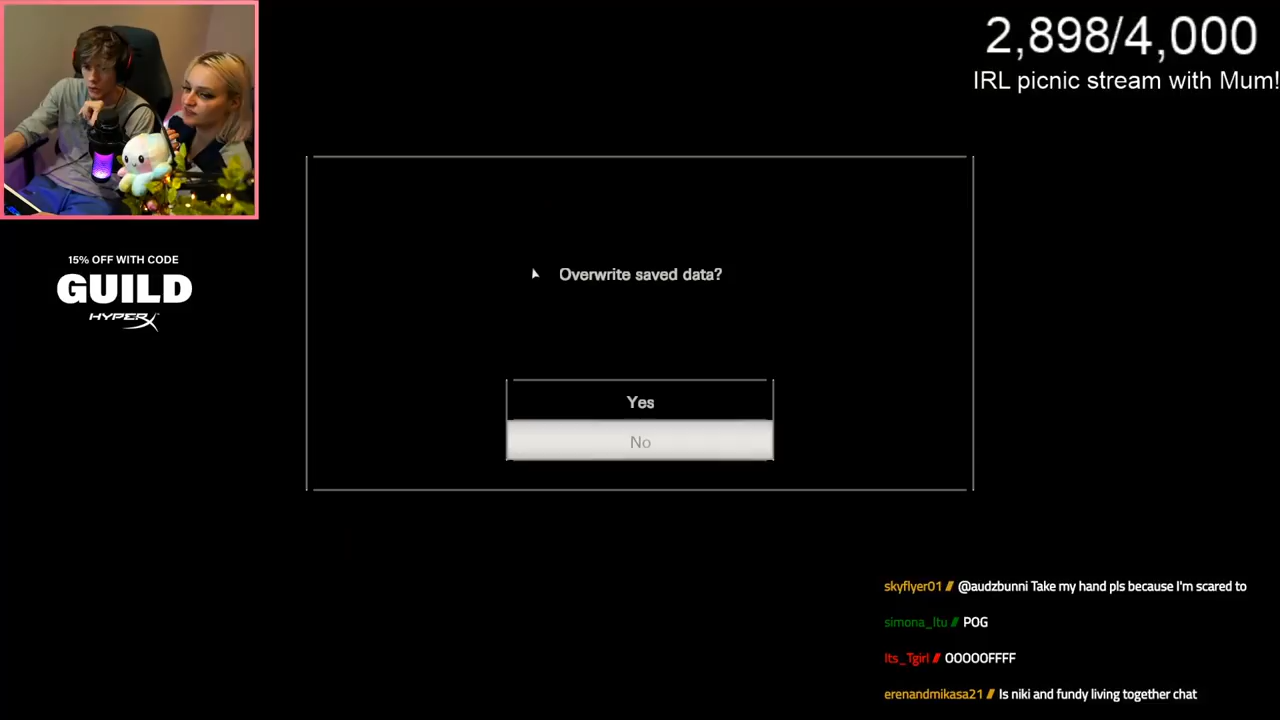 2,898/4,000
IRL picnic stream with Mum!
15% OFF WITH CODE
GUILD
HYPERX
Overwrite saved data?
Yes
No
skyflyer01 // @audzbunni Take my hand pls because I'm scared to
simona_ltu // POG
Its_Tgirl // OOOOOFFFF
erenandmikasa21 // Is niki and fundy living together chat